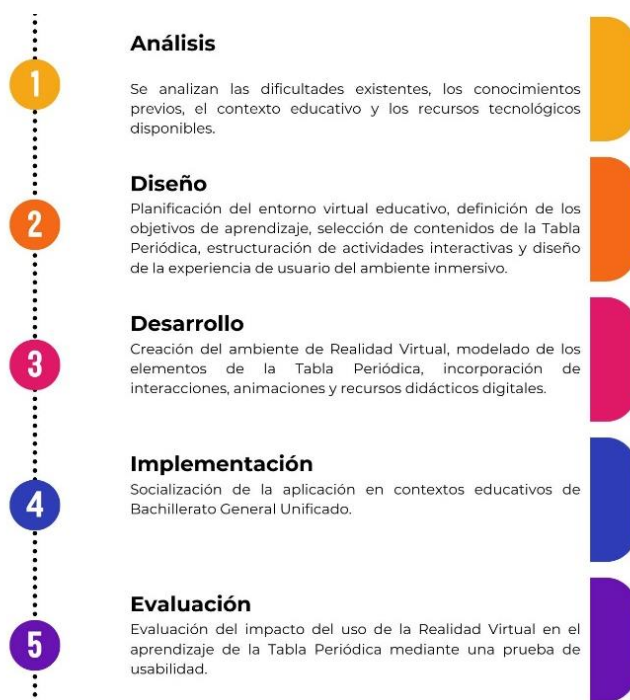 1
Análisis
Se analizan las dificultades existentes, los conocimientos
previos, el contexto educativo y los recursos tecnológicos
disponibles.
2
Diseño
Planificación del entorno virtual educativo, definición de los
objetivos de aprendizaje, selección de contenidos de la Tabla
Periódica, estructuración de actividades interactivas y diseño
de la experiencia de usuario del ambiente inmersivo.
3
Desarrollo
Creación del ambiente de Realidad Virtual, modelado de los
elementos de la Tabla Periódica, incorporación de
interacciones, animaciones y recursos didácticos digitales.
4
Implementación
Socialización de la aplicación en contextos educativos de
Bachillerato General Unificado.
5
Evaluación
Evaluación del impacto del uso de la Realidad Virtual en el
aprendizaje de la Tabla Periódica mediante una prueba de
usabilidad.